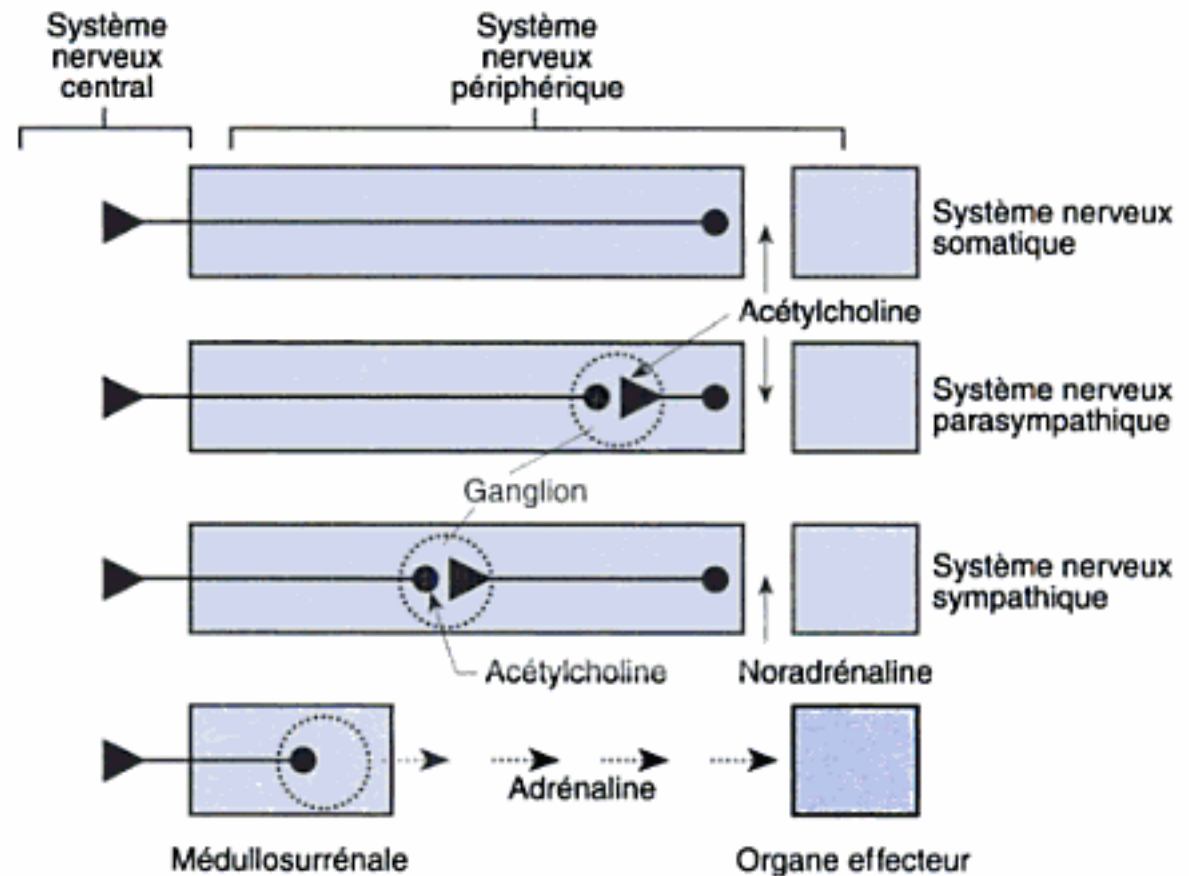 Système
nerveux
central
Système
nerveux
périphérique
Système nerveux
somatique
Acétylcholine
Système nerveux
parasympathique
Ganglion
Système nerveux
sympathique
Acétylcholine
Noradrénaline
Adrénaline
Médullosurrénale
Organe effecteur